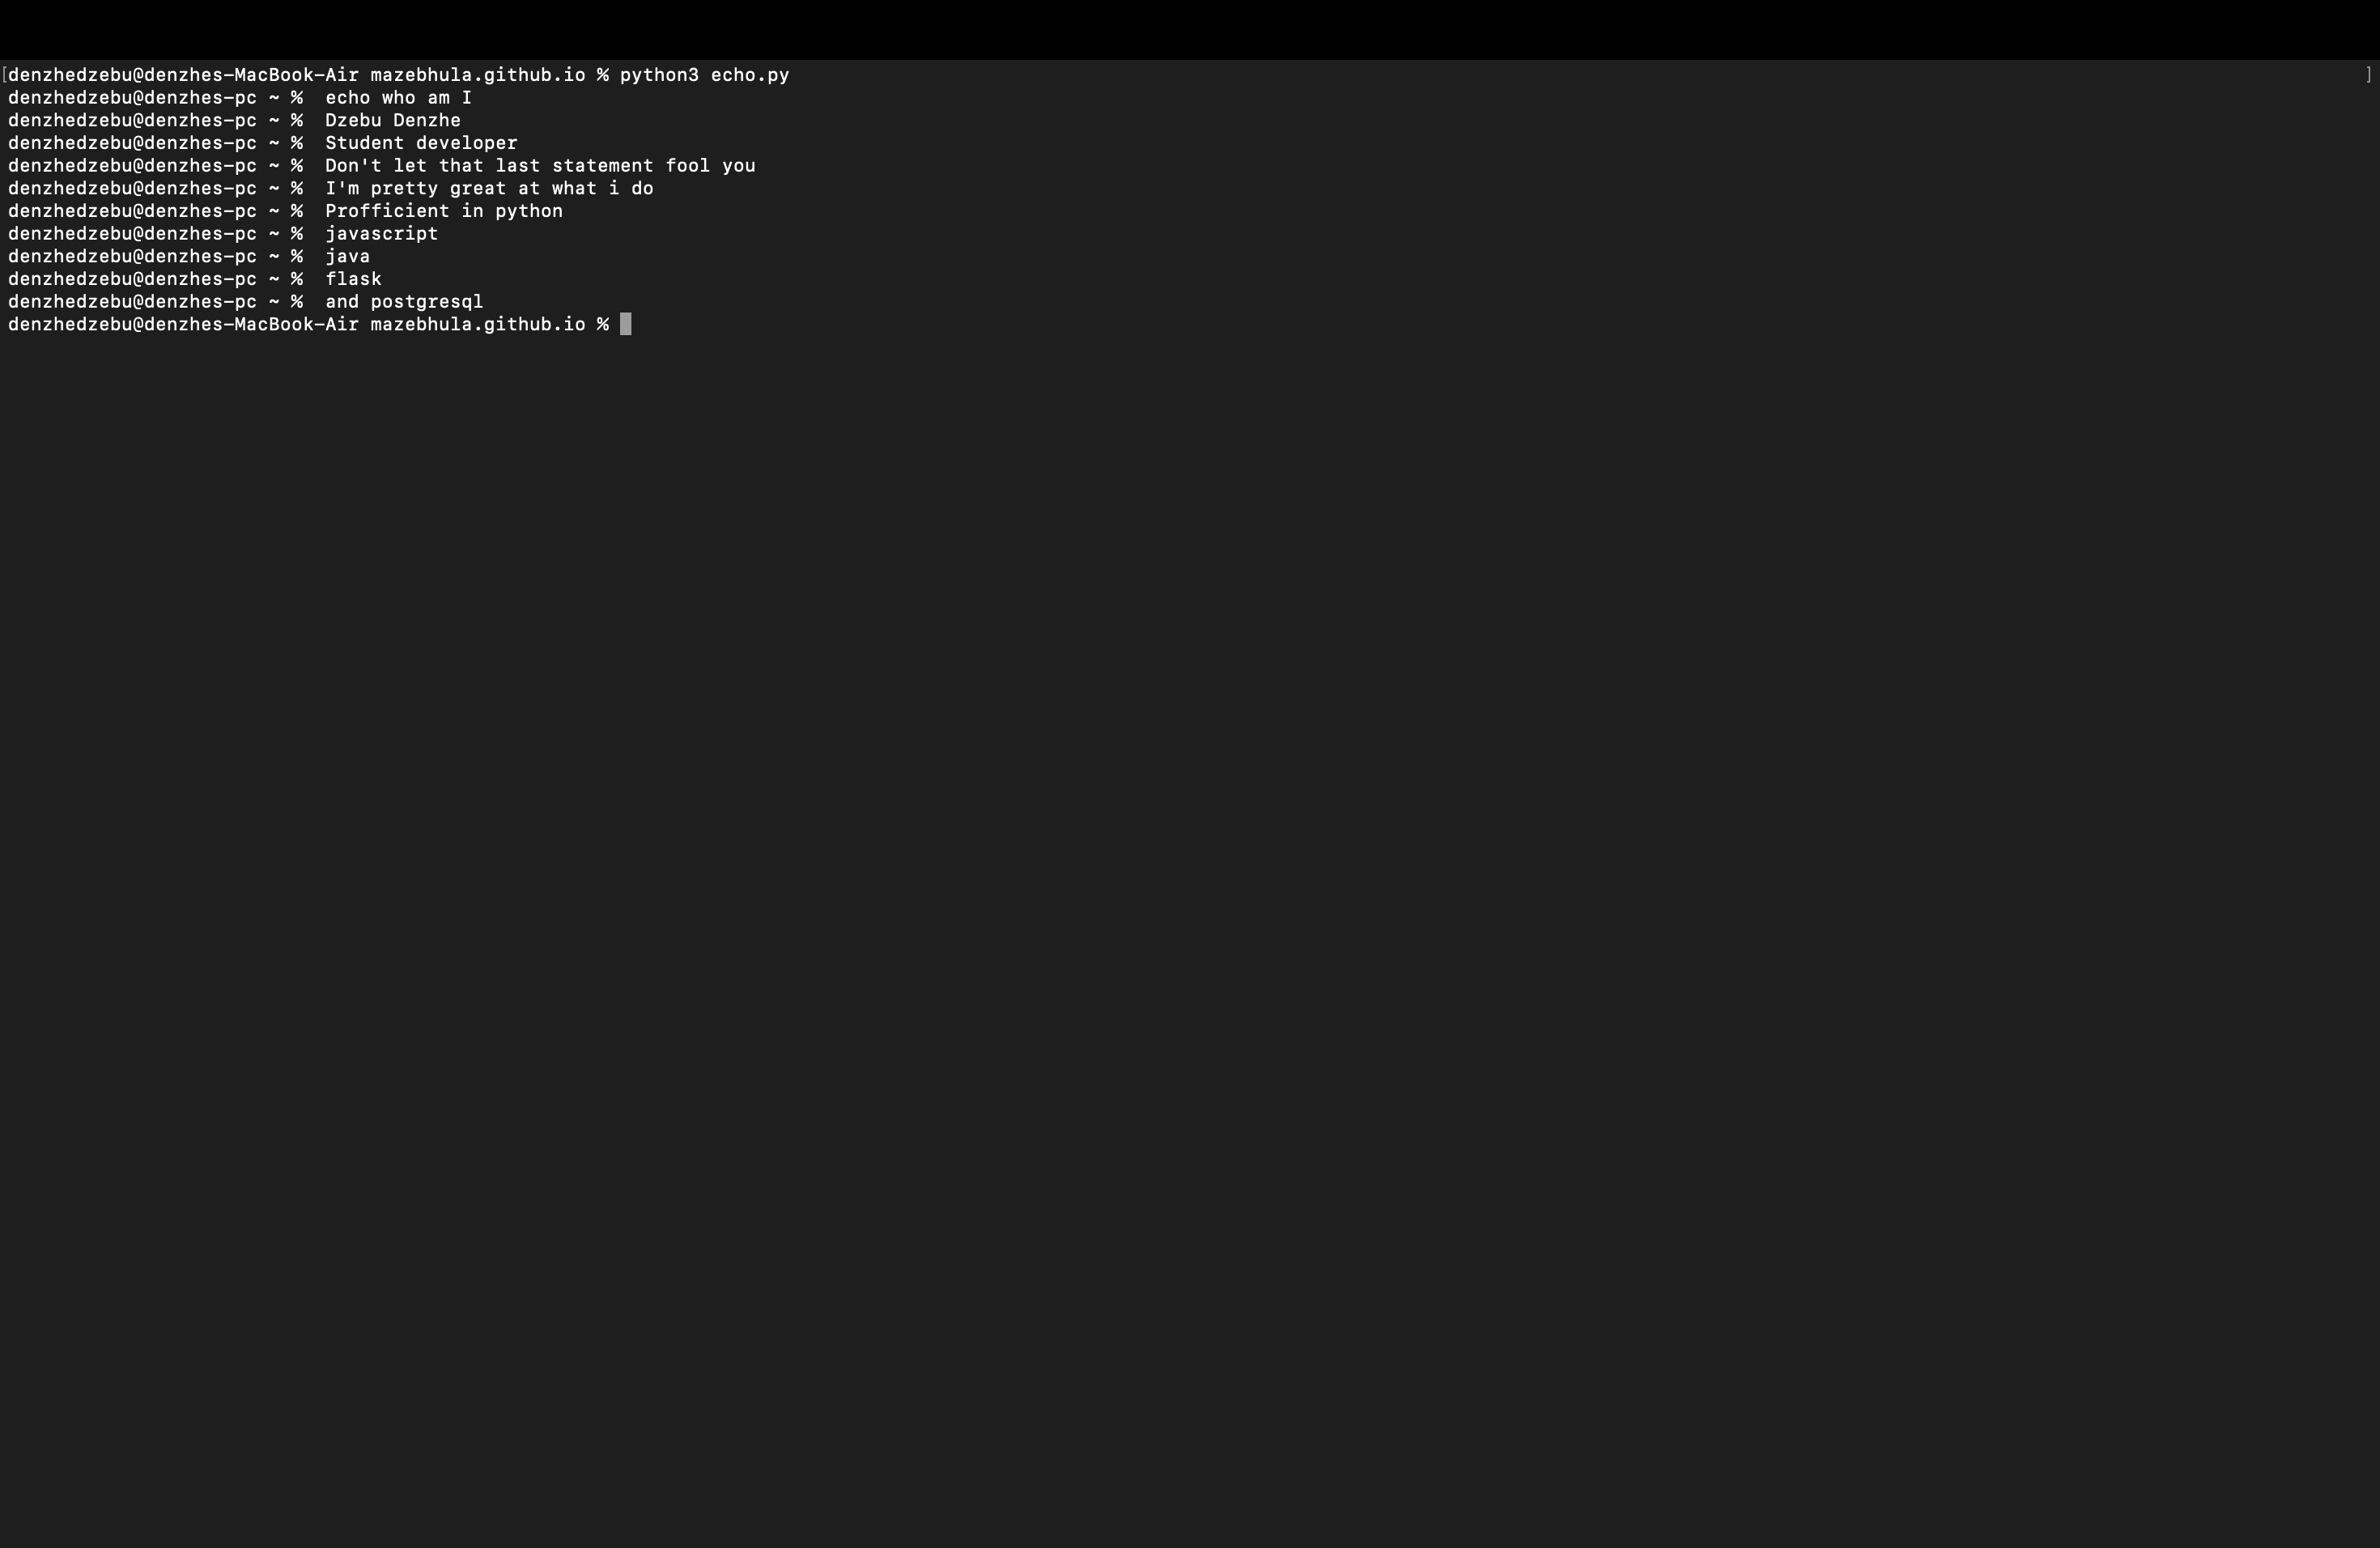 [denzhedzebu@denzhes-MacBook-Air mazebhula.github.io % python3 echo.py ]
denzhedzebu@denzhes-pc ~ %  echo who am I
denzhedzebu@denzhes-pc ~ %  Dzebu Denzhe
denzhedzebu@denzhes-pc ~ %  Student developer
denzhedzebu@denzhes-pc ~ %  Don't let that last statement fool you
denzhedzebu@denzhes-pc ~ %  I'm pretty great at what i do
denzhedzebu@denzhes-pc ~ %  Profficient in python
denzhedzebu@denzhes-pc ~ %  javascript
denzhedzebu@denzhes-pc ~ %  java
denzhedzebu@denzhes-pc ~ %  flask
denzhedzebu@denzhes-pc ~ %  and postgresql
denzhedzebu@denzhes-MacBook-Air mazebhula.github.io %